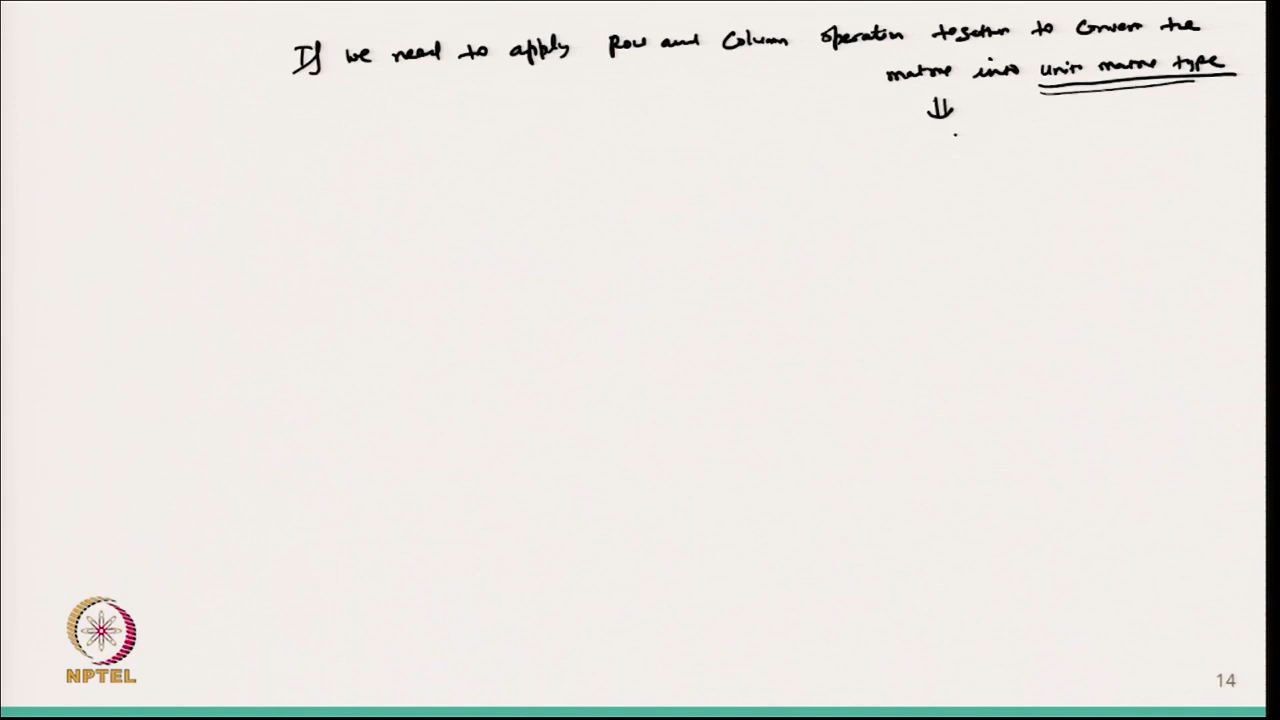 If we need to apply Row and Column operation together to convert the
matrix into unit matrix type
⇓
NPTEL
14